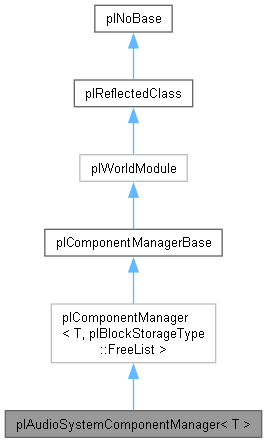 plNoBase
plReflectedClass
plWorldModule
plComponentManagerBase
plComponentManager
< T, plBlockStorageType
::FreeList >
plAudioSystemComponentManager< T >